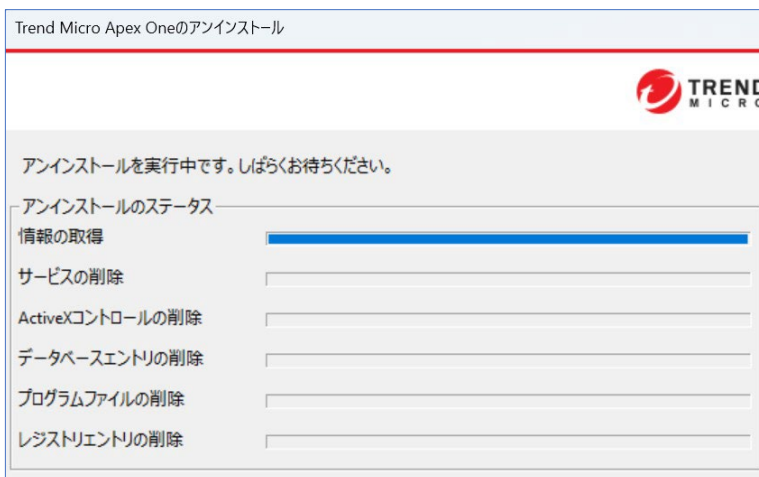 Trend Micro Apex Oneのアンインストール
TREND
MICRO
アンインストールを実行中です。しばらくお待ちください。
アンインストールのステータス
情報の取得
サービスの削除
ActiveXコントロールの削除
データベースエントリの削除
プログラムファイルの削除
レジストリエントリの削除